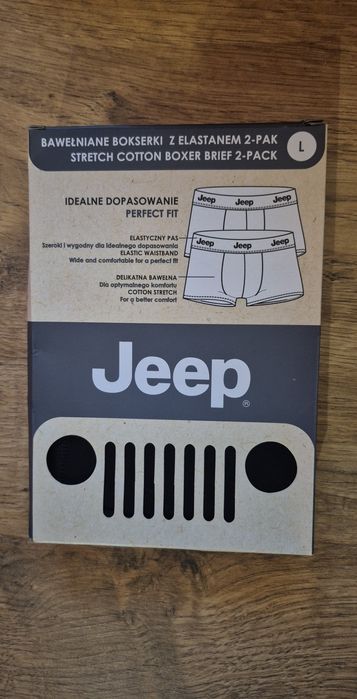 BAWEŁNIANE BOKSERKI Z ELASTANEM 2-PAK
STRETCH COTTON BOXER BRIEF 2-PACK
L
IDEALNE DOPASOWANIE
PERFECT FIT
ELASTYCZNY PAS
Szeroki i wygodny dla idealnego dopasowania
ELASTIC WAISTBAND
Wide and comfortable for a perfect fit
DELIKATNA BAWEŁNA
Dla optymalnego komfortu
COTTON STRETCH
For a better comfort
Jeep Jeep Jeep
Jeep Jeep Jeep
Jeep®